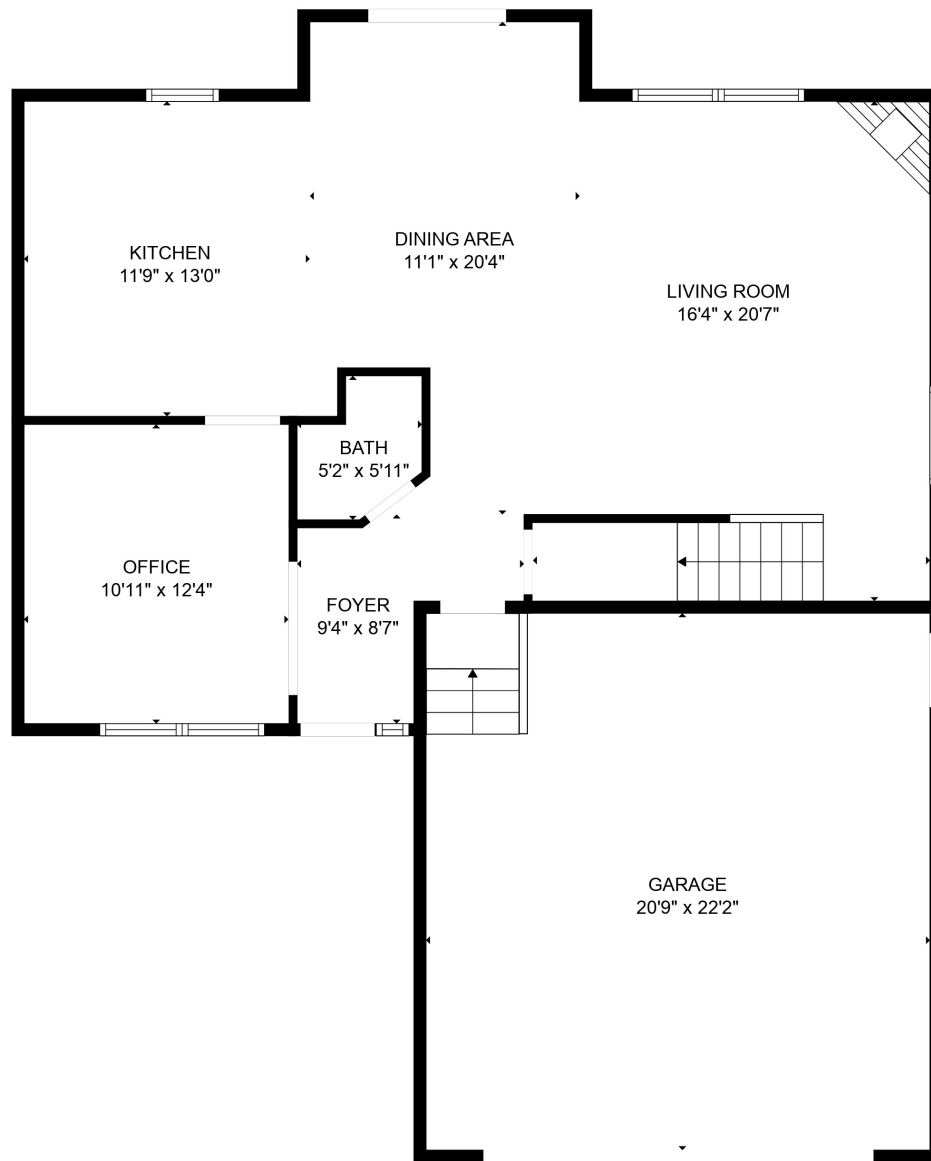 KITCHEN
11'9" x 13'0"
DINING AREA
11'1" x 20'4"
LIVING ROOM
16'4" x 20'7"
BATH
5'2" x 5'11"
OFFICE
10'11" x 12'4"
FOYER
9'4" x 8'7"
GARAGE
20'9" x 22'2"